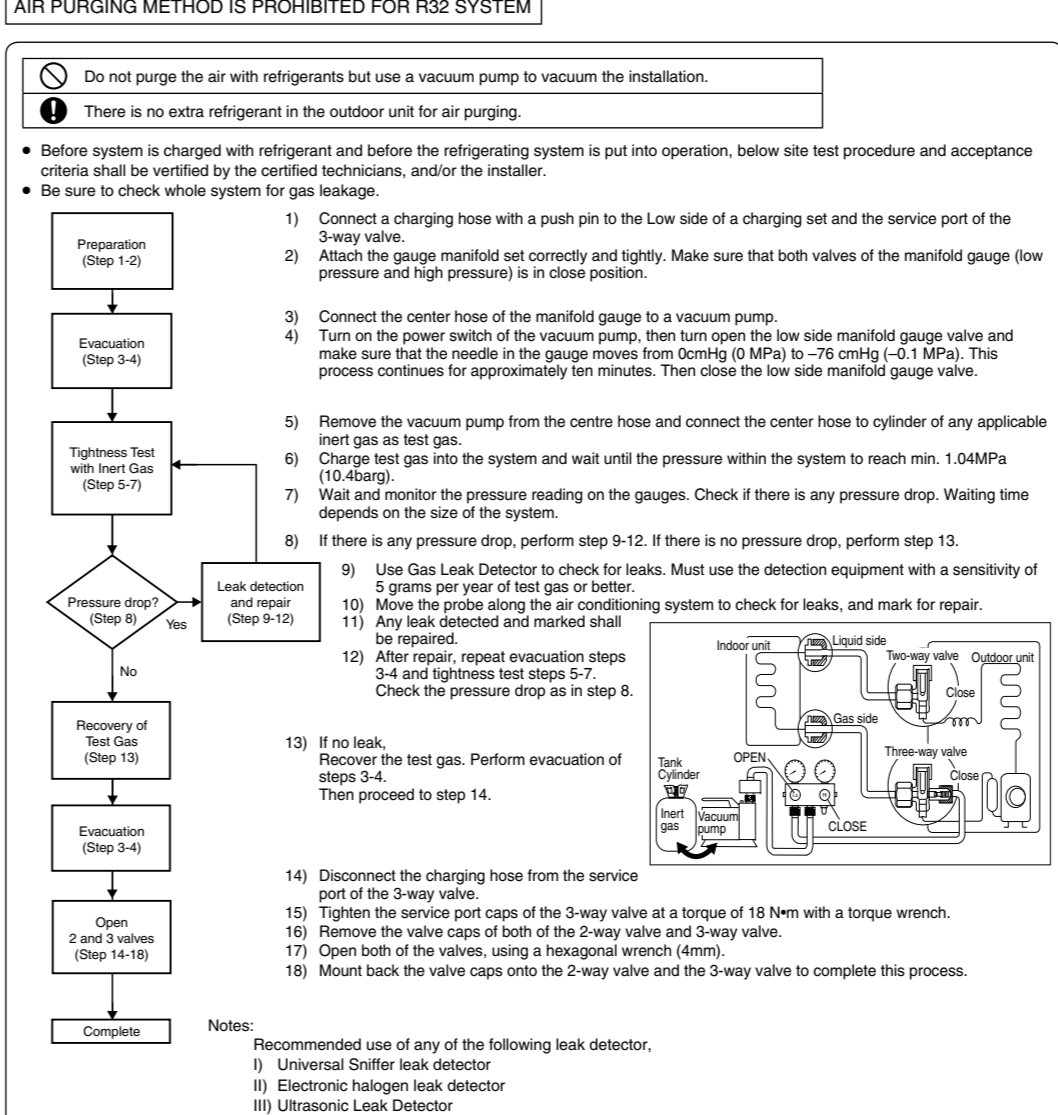 AIR PURGING METHOD IS PROHIBITED FOR R32 SYSTEM
Do not purge the air with refrigerants but use a vacuum pump to vacuum the installation.
There is no extra refrigerant in the outdoor unit for air purging.
• Before system is charged with refrigerant and before the refrigerating system is put into operation, below site test procedure and acceptance
criteria shall be vertified by the certified technicians, and/or the installer.
• Be sure to check whole system for gas leakage.
Preparation
(Step 1-2)
1) Connect a charging hose with a push pin to the Low side of a charging set and the service port of the
3-way valve.
2) Attach the gauge manifold set correctly and tightly. Make sure that both valves of the manifold gauge (low
pressure and high pressure) is in close position.
Evacuation
(Step 3-4)
3) Connect the center hose of the manifold gauge to a vacuum pump.
4) Turn on the power switch of the vacuum pump, then turn open the low side manifold gauge valve and
make sure that the needle in the gauge moves from 0cmHg (0 MPa) to –76 cmHg (–0.1 MPa). This
process continues for approximately ten minutes. Then close the low side manifold gauge valve.
Tightness Test
with Inert Gas
(Step 5-7)
5) Remove the vacuum pump from the centre hose and connect the center hose to cylinder of any applicable
inert gas as test gas.
6) Charge test gas into the system and wait until the pressure within the system to reach min. 1.04MPa
(10.4barg).
7) Wait and monitor the pressure reading on the gauges. Check if there is any pressure drop. Waiting time
depends on the size of the system.
8) If there is any pressure drop, perform step 9-12. If there is no pressure drop, perform step 13.
Pressure drop?
(Step 8)
Yes
No
Leak detection
and repair
(Step 9-12)
9) Use Gas Leak Detector to check for leaks. Must use the detection equipment with a sensitivity of
5 grams per year of test gas or better.
10) Move the probe along the air conditioning system to check for leaks, and mark for repair.
11) Any leak detected and marked shall
be repaired.
12) After repair, repeat evacuation steps
3-4 and tightness test steps 5-7.
Check the pressure drop as in step 8.
Indoor unit
Liquid side
Two-way valve
Outdoor unit
Close
Gas side
Three-way valve
Close
OPEN
Tank
Cylinder
Lo
H
Inert
gas
Vacuum
pump
CLOSE
Recovery of
Test Gas
(Step 13)
13) If no leak,
Recover the test gas. Perform evacuation of
steps 3-4.
Then proceed to step 14.
Evacuation
(Step 3-4)
Open
2 and 3 valves
(Step 14-18)
14) Disconnect the charging hose from the service
port of the 3-way valve.
15) Tighten the service port caps of the 3-way valve at a torque of 18 N•m with a torque wrench.
16) Remove the valve caps of both of the 2-way valve and 3-way valve.
17) Open both of the valves, using a hexagonal wrench (4mm).
18) Mount back the valve caps onto the 2-way valve and the 3-way valve to complete this process.
Complete
Notes:
Recommended use of any of the following leak detector,
I) Universal Sniffer leak detector
II) Electronic halogen leak detector
III) Ultrasonic Leak Detector